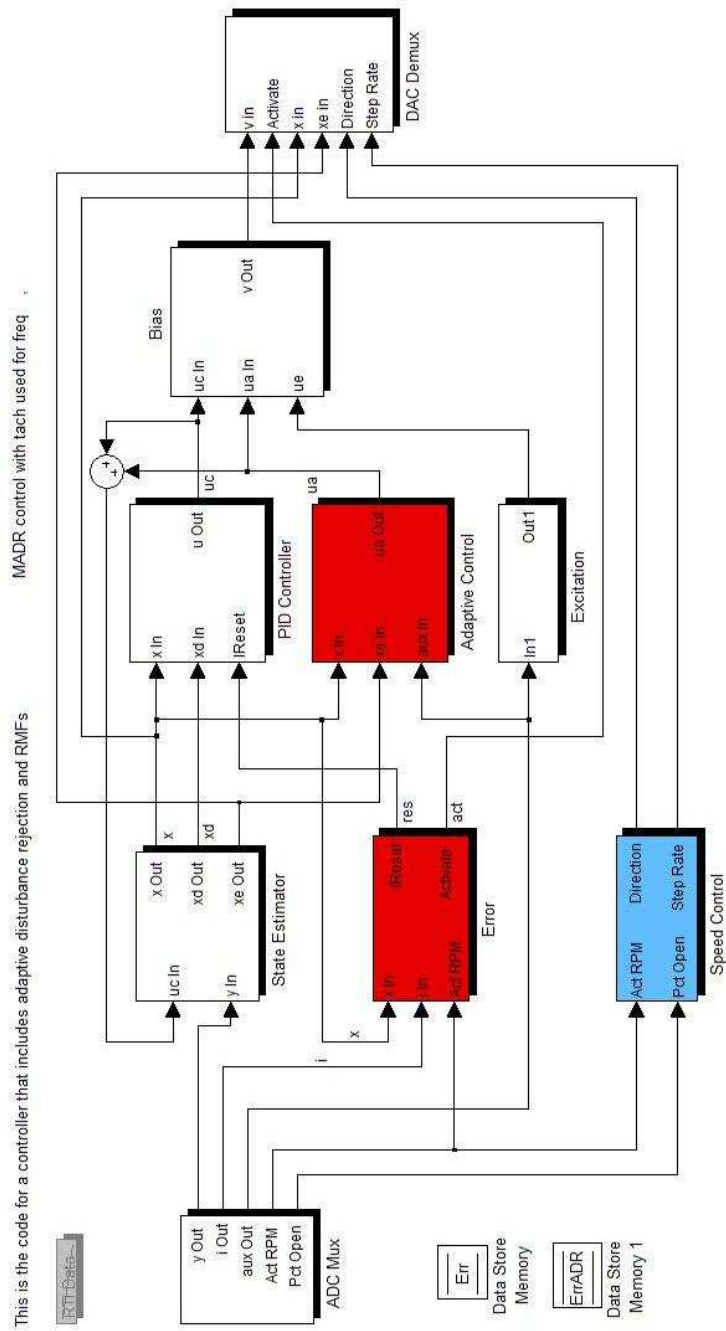 This is the code for a controller that includes adaptive disturbance rejection and RMFs
MADR control with tach used for freq
RTI Data
y Out
i Out
aux Out
Act RPM
Pct Open
ADC Mux
Err
Data Store
Memory
ErrADR
Data Store
Memory 1
uc In
y In
x Out
xd Out
xe Out
State Estimator
x
xd
x
i
x In
i In
Act RPM
IReset
Activate
Error
res
act
Act RPM
Pct Open
Direction
Step Rate
Speed Control
x In
xd In
IReset
u Out
PID Controller
uc
x In
xe In
aux In
ua Out
Adaptive Control
ua
In1
Out1
Excitation
+
+
Bias
uc In
ua In
ue
v Out
v in
Activate
x in
xe in
Direction
Step Rate
DAC Demux